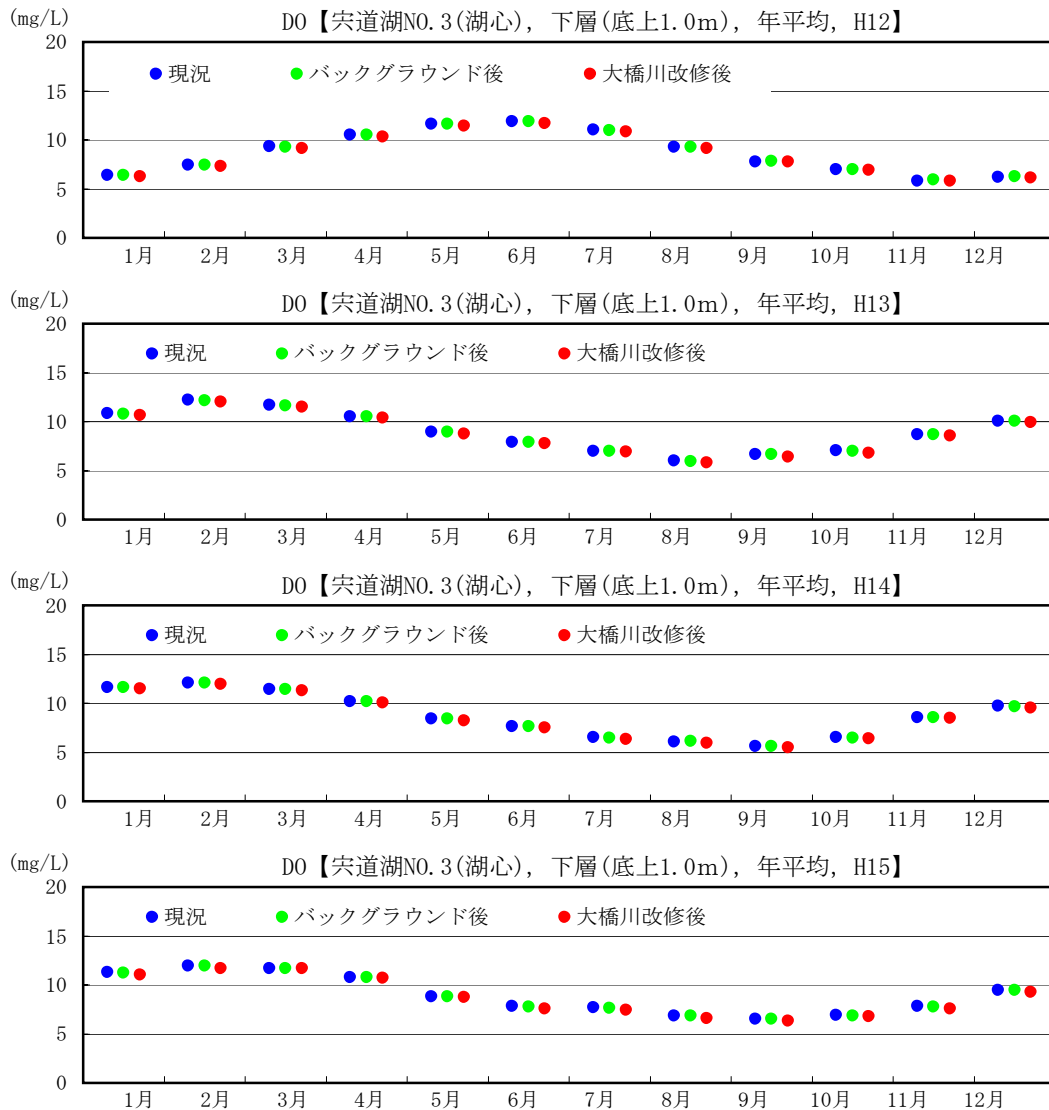 (mg/L) DO【宍道湖NO.3(湖心), 下層(底上1.0m), 年平均, H12】
20
● 現況 ● バックグラウンド後 ● 大橋川改修後
15
10
5
0
1月 2月 3月 4月 5月 6月 7月 8月 9月 10月 11月 12月
(mg/L) DO【宍道湖NO.3(湖心), 下層(底上1.0m), 年平均, H13】
20
● 現況 ● バックグラウンド後 ● 大橋川改修後
15
10
5
0
1月 2月 3月 4月 5月 6月 7月 8月 9月 10月 11月 12月
(mg/L) DO【宍道湖NO.3(湖心), 下層(底上1.0m), 年平均, H14】
20
● 現況 ● バックグラウンド後 ● 大橋川改修後
15
10
5
0
1月 2月 3月 4月 5月 6月 7月 8月 9月 10月 11月 12月
(mg/L) DO【宍道湖NO.3(湖心), 下層(底上1.0m), 年平均, H15】
20
● 現況 ● バックグラウンド後 ● 大橋川改修後
15
10
5
0
1月 2月 3月 4月 5月 6月 7月 8月 9月 10月 11月 12月